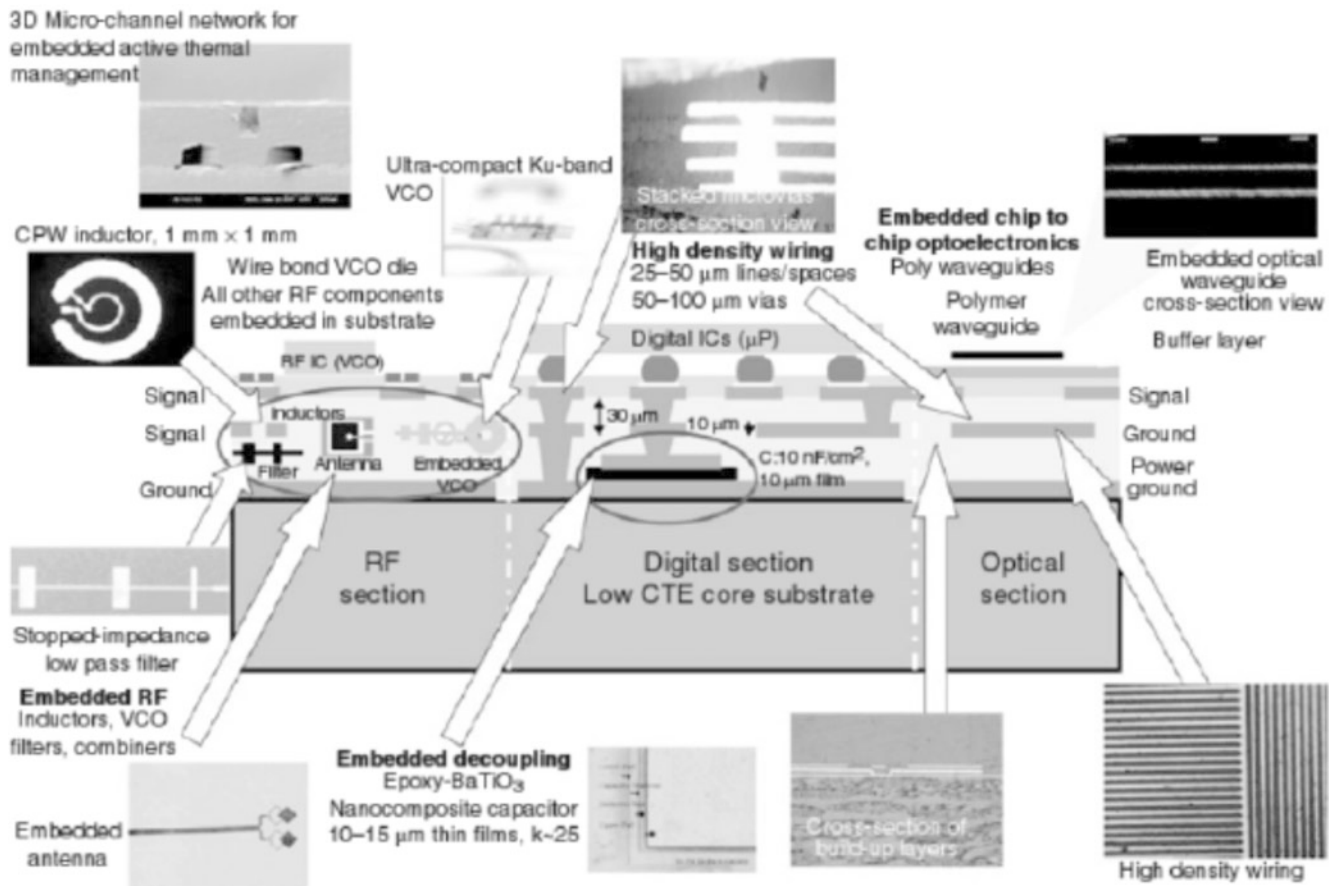 3D Micro-channel network for
embedded active themal
management
Ultra-compact Ku-band
VCO
Stacked microvias
cross-section view
High density wiring
25–50 μm lines/spaces
50–100 μm vias
Embedded chip to
chip optoelectronics
Poly waveguides
Polymer
waveguide
Embedded optical
waveguide
cross-section view
Buffer layer
CPW inductor, 1 mm × 1 mm
Wire bond VCO die
All other RF components
embedded in substrate
RF IC (VCO)
Digital ICs (μP)
Signal
Signal
Ground
Inductors
Filter
Antenna
Embedded
VCO
30 μm
10 μm
C:10 nF/cm²,
10 μm film
Signal
Ground
Power
ground
RF
section
Digital section
Low CTE core substrate
Optical
section
Stopped-impedance
low pass filter
Embedded RF
Inductors, VCO
filters, combiners
Embedded
antenna
Embedded decoupling
Epoxy-BaTiO₃
Nanocomposite capacitor
10–15 μm thin films, k~25
Cross-section of
build-up layers
High density wiring